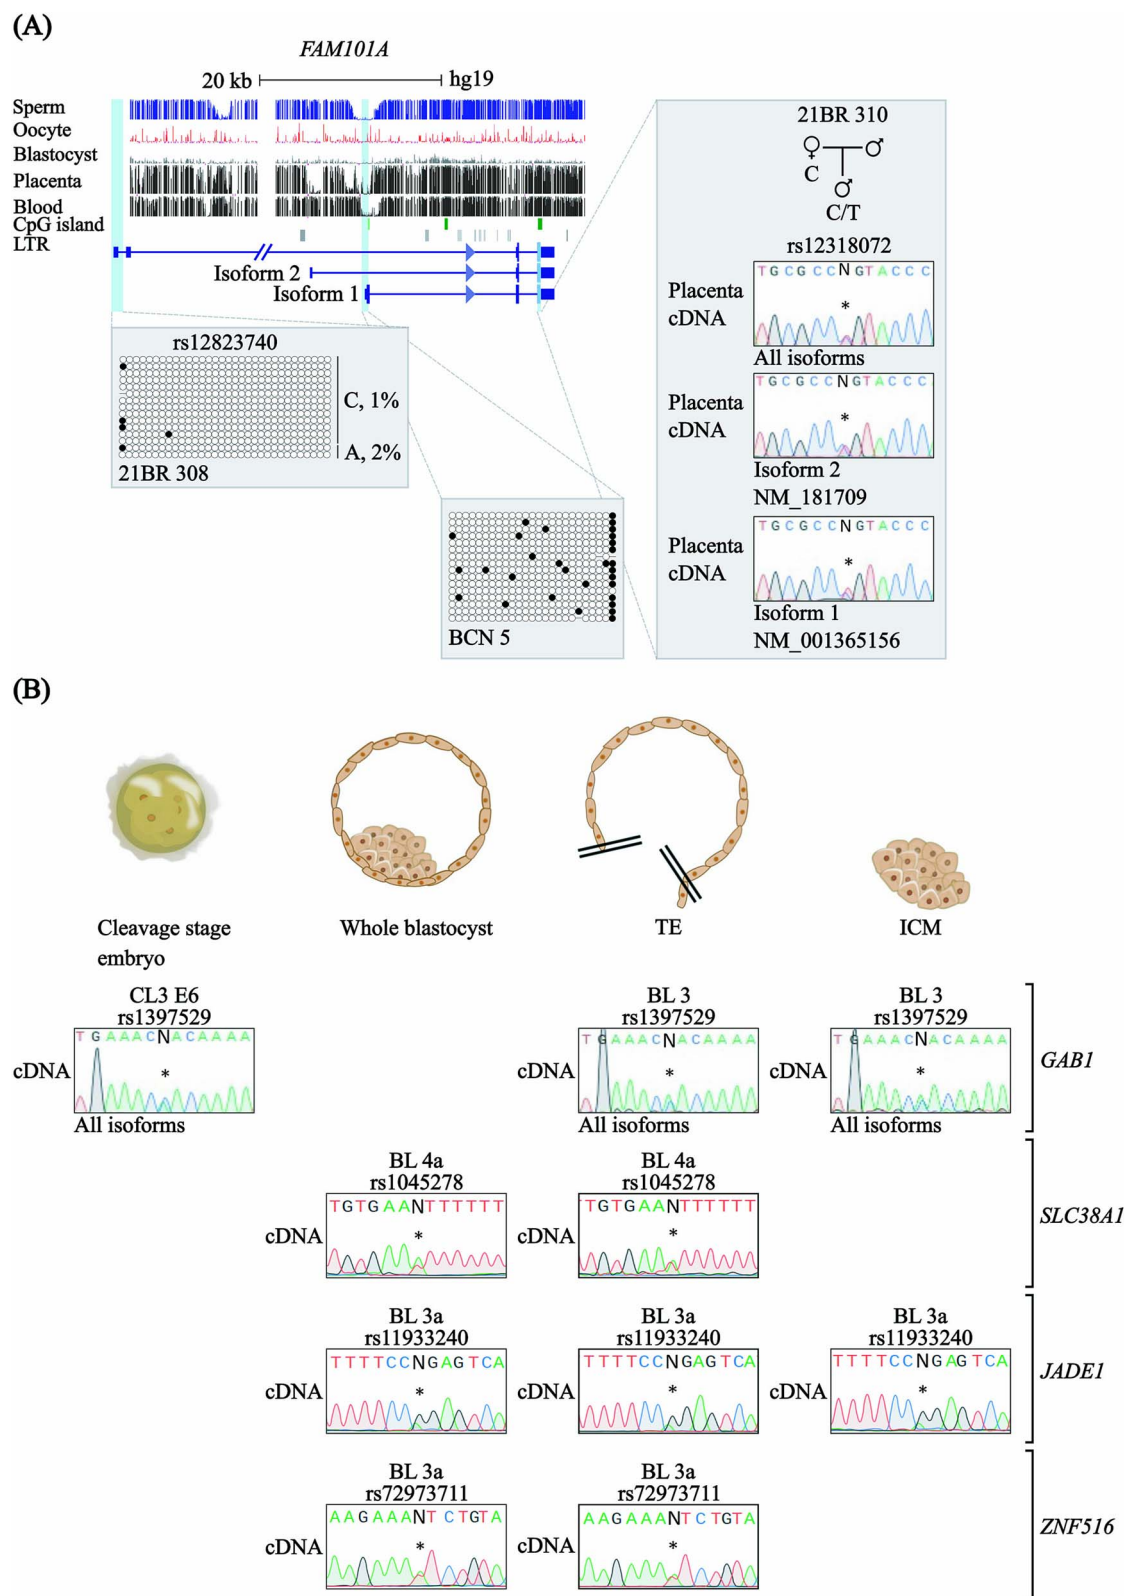 (A)
FAM101A
20 kb hg19
Sperm
Oocyte
Blastocyst
Placenta
Blood
CpG island
LTR
Isoform 2
Isoform 1
rs12823740
C, 1%
A, 2%
21BR 308
BCN 5
21BR 310
♀ ♂
C
♂
C/T
rs12318072
TGCGCCNGTACCC
Placenta
cDNA
*
All isoforms
TGCGCCNGTACCC
Placenta
cDNA
*
Isoform 2
NM_181709
TGCGCCNGTACCC
Placenta
cDNA
*
Isoform 1
NM_001365156
(B)
Cleavage stage
embryo
Whole blastocyst
TE
ICM
CL3 E6
rs1397529
TGAAACNACAAAA
cDNA
*
All isoforms
BL 3
rs1397529
TGAAACNACAAAA
cDNA
*
All isoforms
BL 3
rs1397529
TGAAACNACAAAA
cDNA
*
All isoforms
GAB1
BL 4a
rs1045278
TGTGAANTTTTTT
cDNA
*
BL 4a
rs1045278
TTGTGAANTTTTTT
cDNA
*
SLC38A1
BL 3a
rs11933240
TTTTCCNGAGTCA
cDNA
*
BL 3a
rs11933240
TTTTCCNGAGTCA
cDNA
*
BL 3a
rs11933240
TTTTCCNGAGTCA
cDNA
*
JADE1
BL 3a
rs72973711
AAGAAANTCTGTA
cDNA
*
BL 3a
rs72973711
AAGAAANTCTGTA
cDNA
*
ZNF516